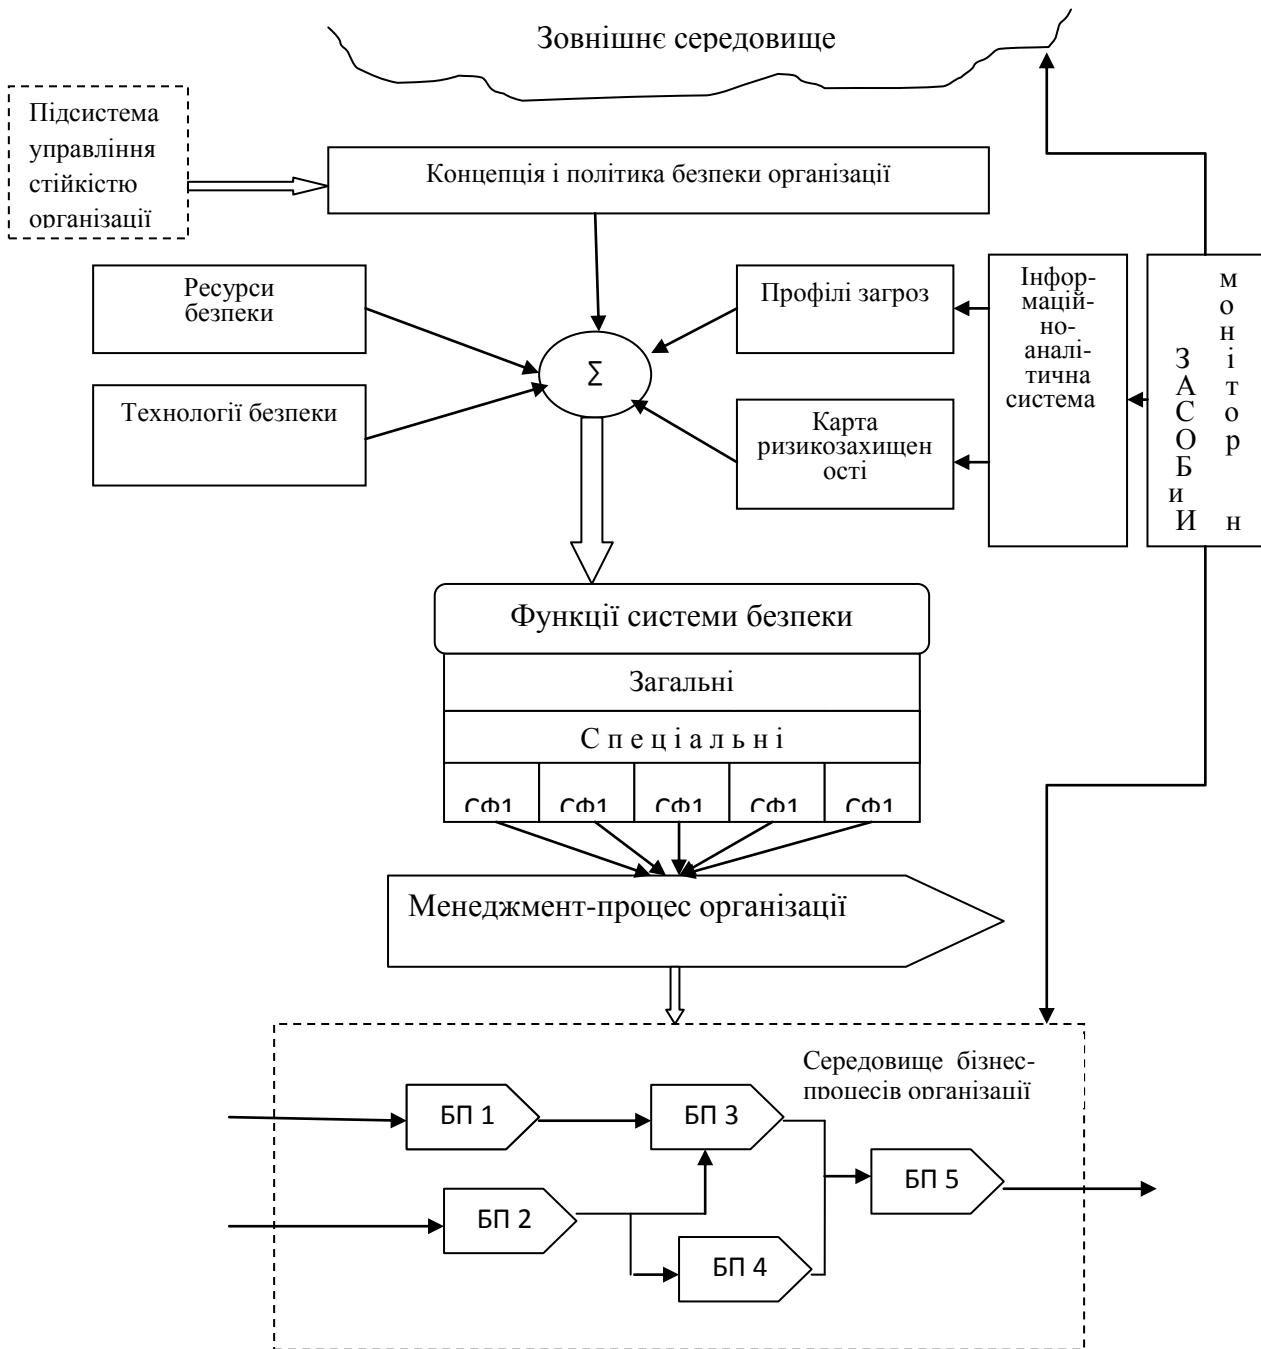 Зовнішнє середовище
Підсистема
управління
стійкістю
організації
Концепція і політика безпеки організації
Ресурси
безпеки
Технології безпеки
Σ
Профілі загроз
Карта
ризикозахищен
ості
Інфор-
маційй-
но-
аналі-
тична
система
З
А
С
О
Б
и
И
м
о
н
і
т
о
р
н
Функції системи безпеки
Загальні
С п е ц і а л ь н і
СФ1
СФ1
СФ1
СФ1
СФ1
Менеджмент-процес організації
Середовище бізнес-
процесів організації
БП 1
БП 3
БП 5
БП 2
БП 4